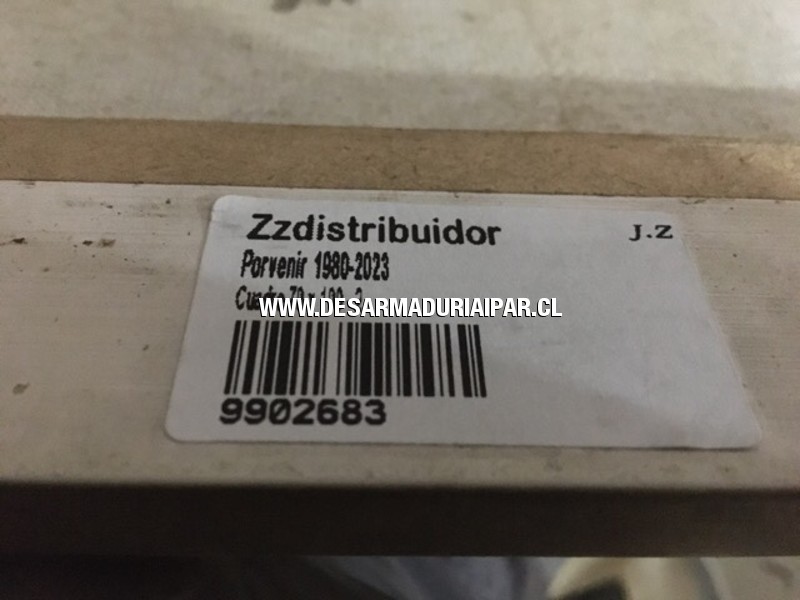 Zzdistribuidor
J.Z
Porvenir 1980-2023
WWW.DESARMADURIAIPAR.CL
9902683